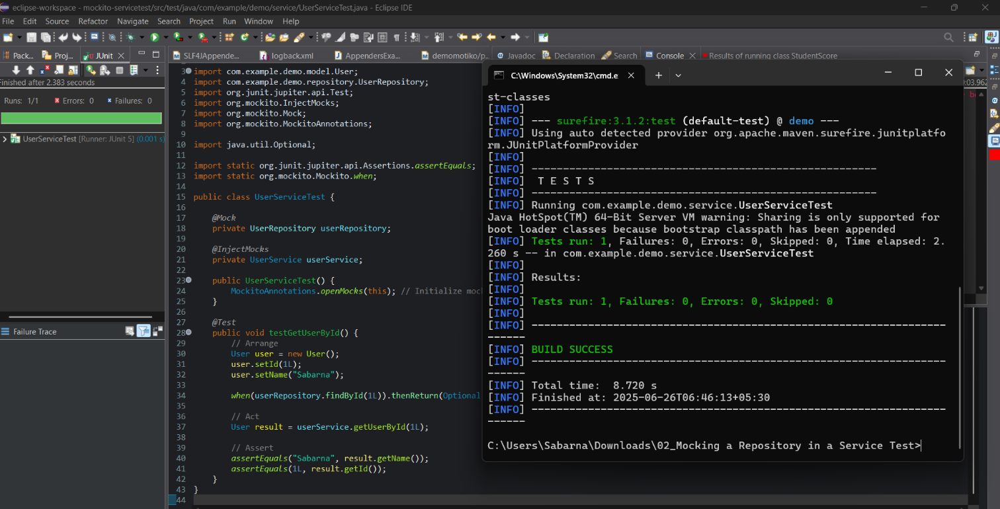 eclipse-workspace - mockito-servicetest/src/test/java/com/example/demo/service/UserServiceTest.java - Eclipse IDE
File Edit Source Refactor Navigate Search Project Run Window Help
Pack... Proj... JUnit
SLF4JAppende... logback.xml AppendersExa... demomotiko/p... Javadoc Declaration Search Console Results of running class StudentScore
Finished after 2.383 seconds
Runs: 1/1 Errors: 0 Failures: 0
UserServiceTest [Runner: JUnit 5] (0.001 s)
Failure Trace
3 import com.example.demo.model.User;
4 import com.example.demo.repository.UserRepository;
5 import org.junit.jupiter.api.Test;
6 import org.mockito.InjectMocks;
7 import org.mockito.Mock;
8 import org.mockito.MockitoAnnotations;
9
10 import java.util.Optional;
11
12 import static org.junit.jupiter.api.Assertions.assertEquals;
13 import static org.mockito.Mockito.when;
14
15 public class UserServiceTest {
16
17 @Mock
18 private UserRepository userRepository;
19
20 @InjectMocks
21 private UserService userService;
22
23 public UserServiceTest() {
24 MockitoAnnotations.openMocks(this); // Initialize moc
25 }
26
27 @Test
28 public void testGetUserById() {
29 // Arrange
30 User user = new User();
31 user.setId(1L);
32 user.setName("Sabarna");
33
34 when(userRepository.findById(1L)).thenReturn(Optional
35
36 // Act
37 User result = userService.getUserById(1L);
38
39 // Assert
40 assertEquals("Sabarna", result.getName());
41 assertEquals(1L, result.getId());
42 }
43 }
44
C:\Windows\System32\cmd.e
st-classes
[INFO]
[INFO] --- surefire:3.1.2:test (default-test) @ demo ---
[INFO] Using auto detected provider org.apache.maven.surefire.junitplatfo
rm.JUnitPlatformProvider
[INFO]
[INFO] -------------------------------------------------------
[INFO] T E S T S
[INFO] -------------------------------------------------------
[INFO] Running com.example.demo.service.UserServiceTest
Java HotSpot(TM) 64-Bit Server VM warning: Sharing is only supported for
boot loader classes because bootstrap classpath has been appended
[INFO] Tests run: 1, Failures: 0, Errors: 0, Skipped: 0, Time elapsed: 2.
260 s -- in com.example.demo.service.UserServiceTest
[INFO]
[INFO] Results:
[INFO]
[INFO] Tests run: 1, Failures: 0, Errors: 0, Skipped: 0
[INFO]
[INFO] ------------------------------------------------------------------
------
[INFO] BUILD SUCCESS
[INFO] ------------------------------------------------------------------
------
[INFO] Total time: 8.720 s
[INFO] Finished at: 2025-06-26T06:46:13+05:30
[INFO] ------------------------------------------------------------------
------
C:\Users\Sabarna\Downloads\02_Mocking a Repository in a Service Test>